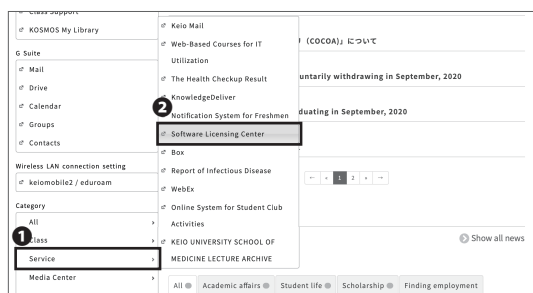 Class Support
KOSMOS My Library
G Suite
Mail
Drive
Calendar
Groups
Contacts
Wireless LAN connection setting
keiomobile2 / eduroam
Category
All
1
Class
Service
Media Center
Keio Mail
Web-Based Courses for IT
Utilization
The Health Checkup Result
KnowledgeDeliver
2
Notification System for Freshmen
Software Licensing Center
Box
Report of Infectious Disease
WebEx
Online System for Student Club
Activities
KEIO UNIVERSITY SCHOOL OF
MEDICINE LECTURE ARCHIVE
(COCOA)」について
untarily withdrawing in September, 2020
duating in September, 2020
← « 1 2 » →
Show all news
All Academic affairs Student life Scholarship Finding employment